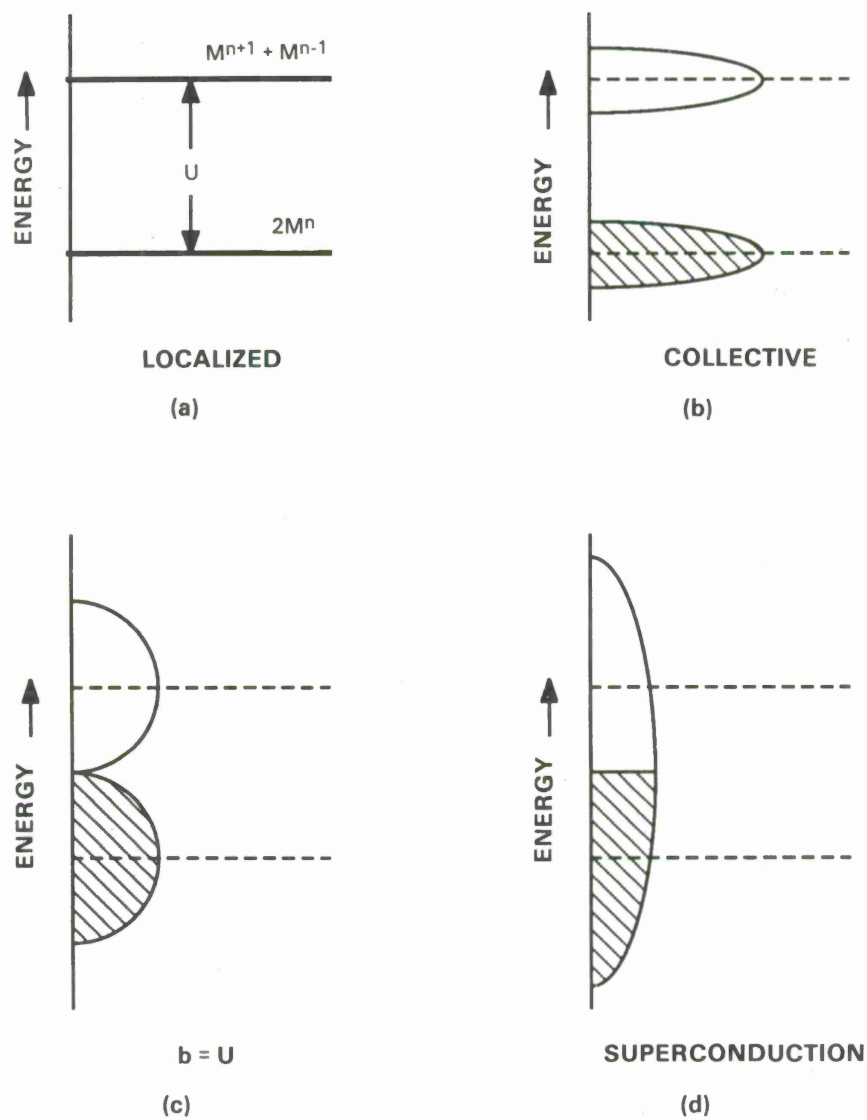 Mⁿ⁺¹ + Mⁿ⁻¹
ENERGY
U
2Mⁿ
LOCALIZED
(a)
ENERGY
COLLECTIVE
(b)
ENERGY
b = U
(c)
ENERGY
SUPERCONDUCTION
(d)